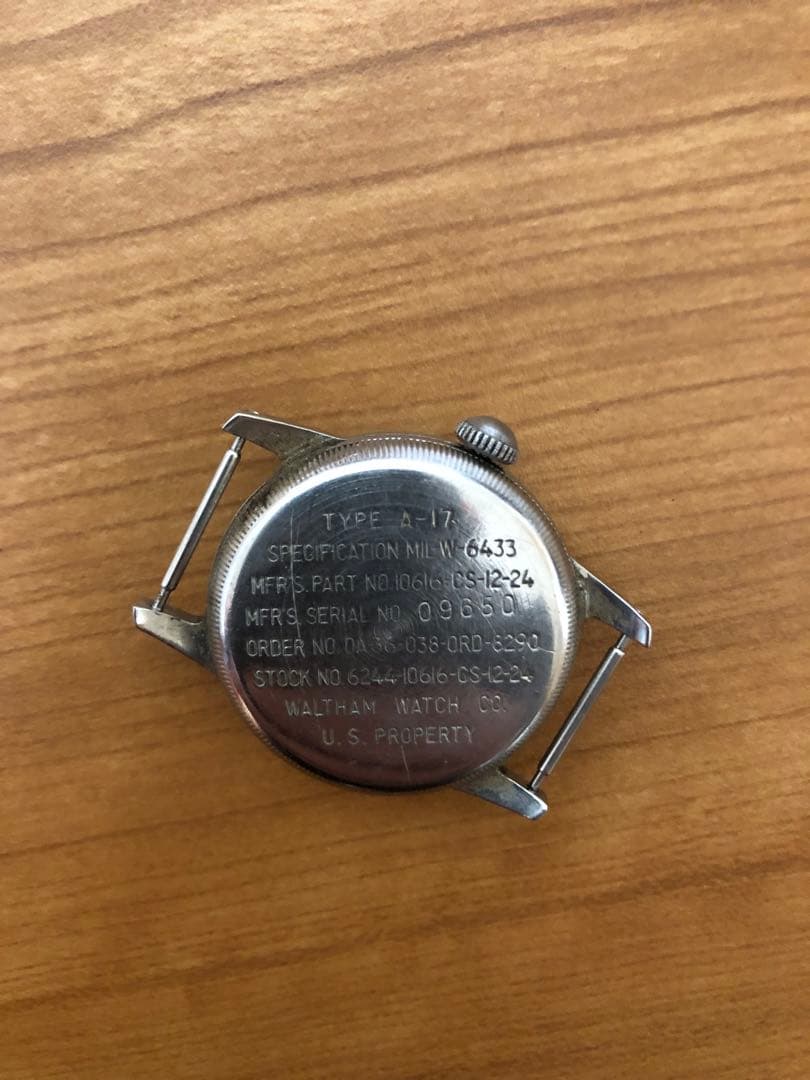 TYPE A-17
SPECIFICATION MIL-W-6433
MFR'S. PART NO. 10616-CS-12-24
MFR'S. SERIAL NO. 09650
ORDER NO. DA-36-038-ORD-8290
STOCK NO. 6244-10616-CS-12-24
WALTHAM WATCH CO.
U. S. PROPERTY